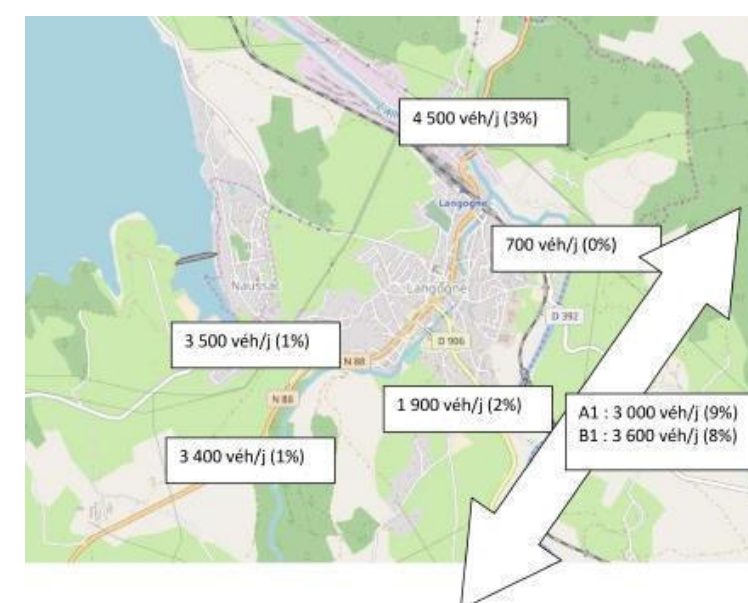 4 500 véh/j (3%)
Langogne
700 véh/j (0%)
Naussac
Langogne
D 392
3 500 véh/j (1%)
D 906
N 88
N 88
1 900 véh/j (2%)
A1 : 3 000 véh/j (9%)
B1 : 3 600 véh/j (8%)
3 400 véh/j (1%)